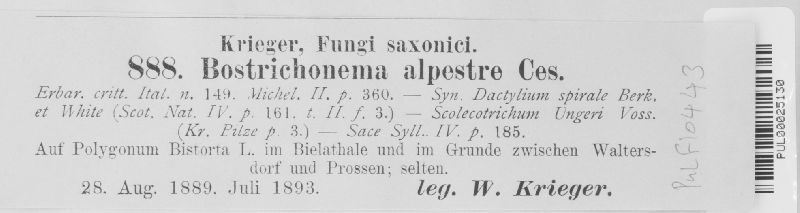 Krieger, Fungi saxonici.
888. Bostrichonema alpestre Ces.
Erbar. critt. Ital. n. 149. Michel. II. p. 360. — Syn. Dactylium spirale Berk.
et White (Scot. Nat. IV. p. 161. t. II. f. 3.) — Scolecotrichum Ungeri Voss.
(Kr. Pilze p. 3.) — Sacc Syll.. IV. p. 185.
Auf Polygonum Bistorta L. im Bielathale und im Grunde zwischen Walters-
dorf und Prossen; selten.
28. Aug. 1889. Juli 1893.
leg. W. Krieger.
PuLF10443
PUL00025130